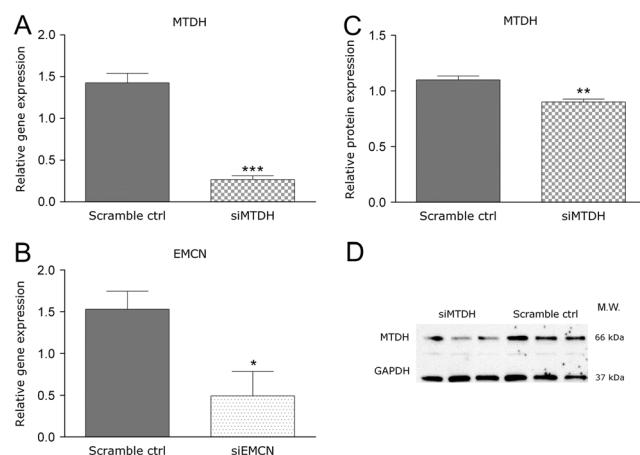 A
MTDH
Relative gene expression
2.0
1.5
1.0
0.5
0.0
***
Scramble ctrl
siMTDH
B
EMCN
Relative gene expression
2.0
1.5
1.0
0.5
0.0
*
Scramble ctrl
siEMCN
C
MTDH
Relative protein expression
1.5
1.0
0.5
0.0
**
Scramble ctrl
siMTDH
D
siMTDH
Scramble ctrl
M.W.
MTDH
66 kDa
GAPDH
37 kDa